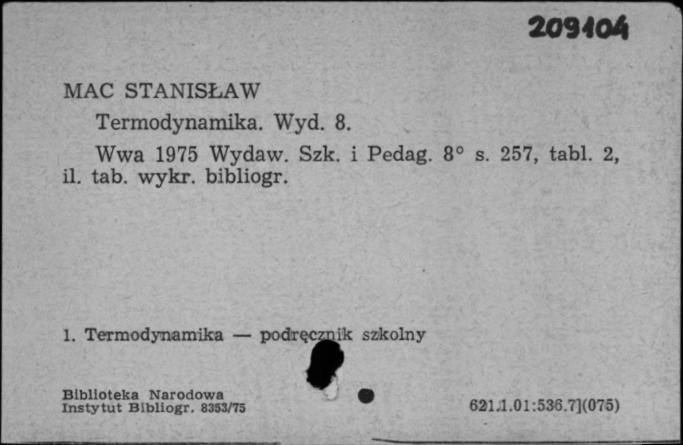 209104
MAC STANISŁAW
Termodynamika. Wyd. 8.
Wwa 1975 Wydaw. Szk. i Pedag. 8° s. 257, tabl. 2,
il. tab. wykr. bibliogr.
1. Termodynamika — podręcznik szkolny
Biblioteka Narodowa
Instytut Bibliogr. 8353/75
621.1.01:536.7](075)